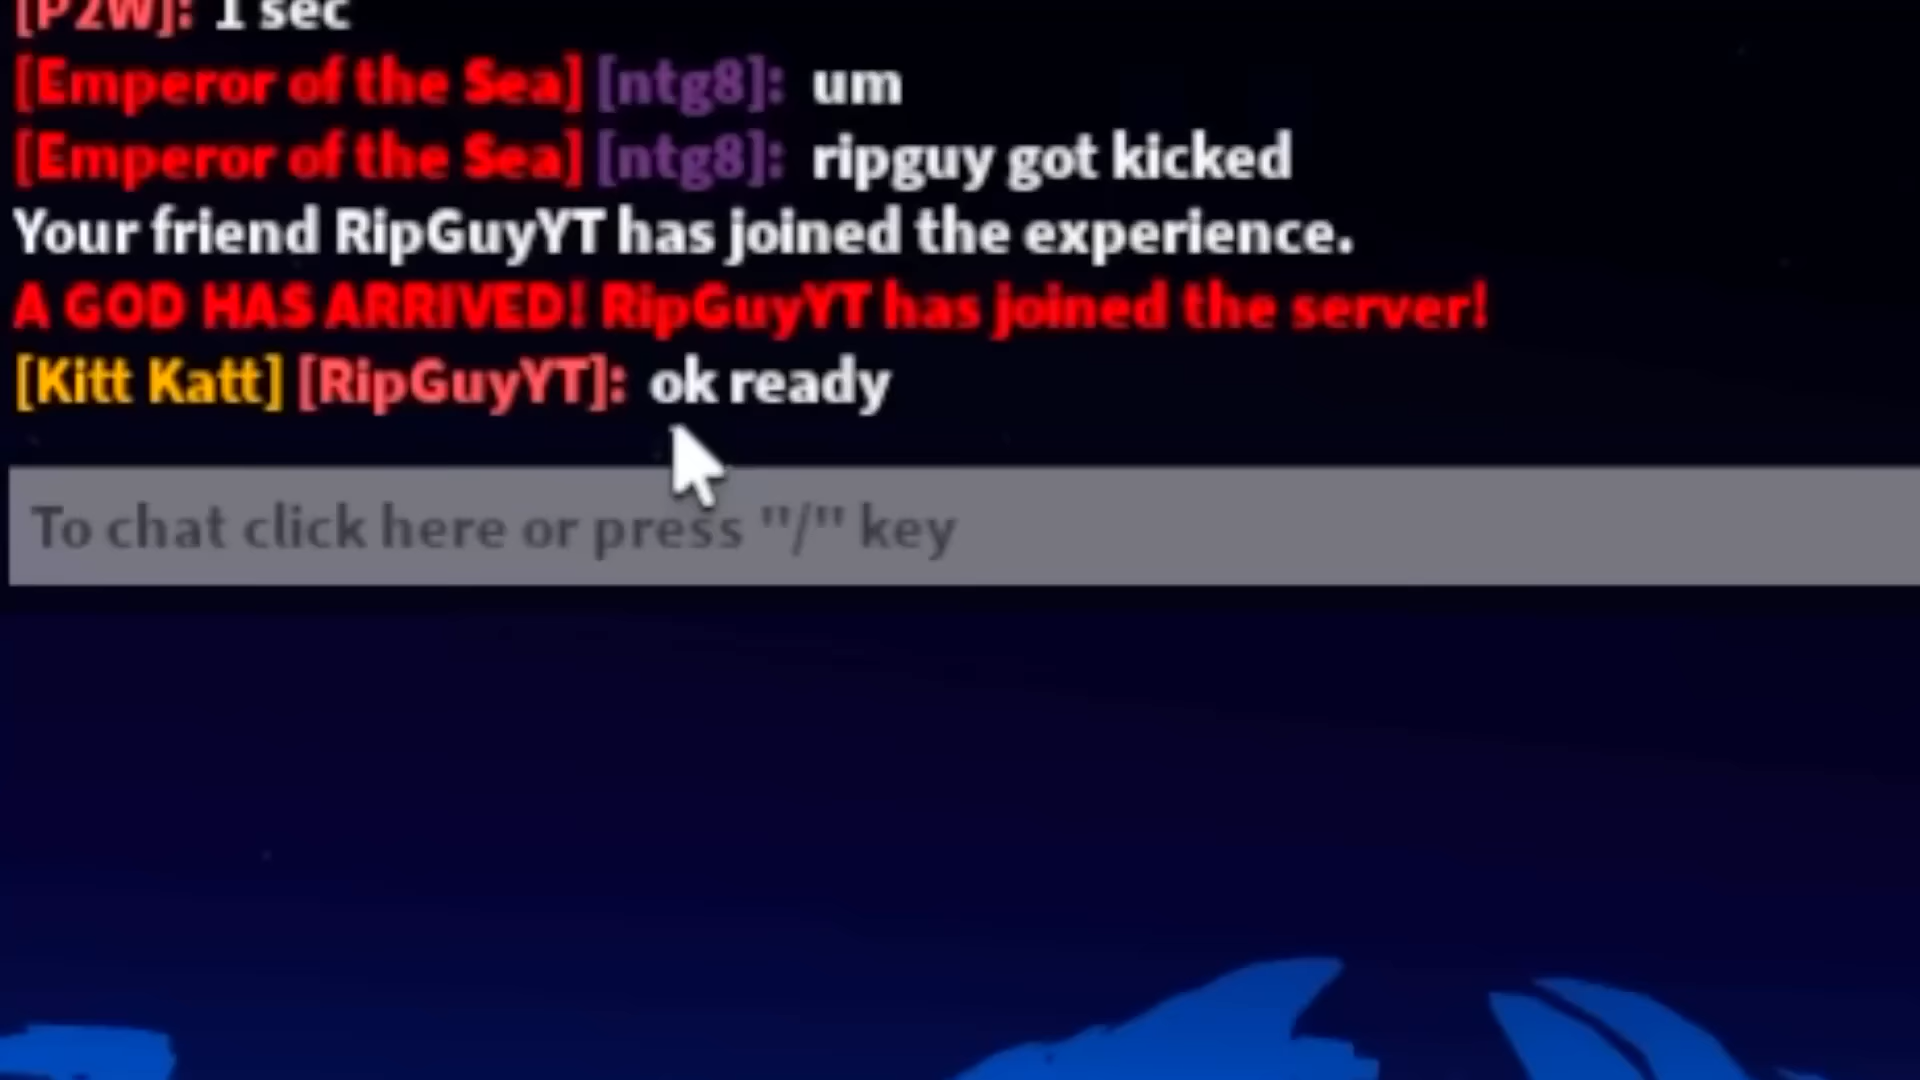 [P2W]: 1 sec
[Emperor of the Sea] [ntg8]: um
[Emperor of the Sea] [ntg8]: ripguy got kicked
Your friend RipGuyYT has joined the experience.
A GOD HAS ARRIVED! RipGuyYT has joined the server!
[Kitt Katt] [RipGuyYT]: ok ready
To chat click here or press "/" key